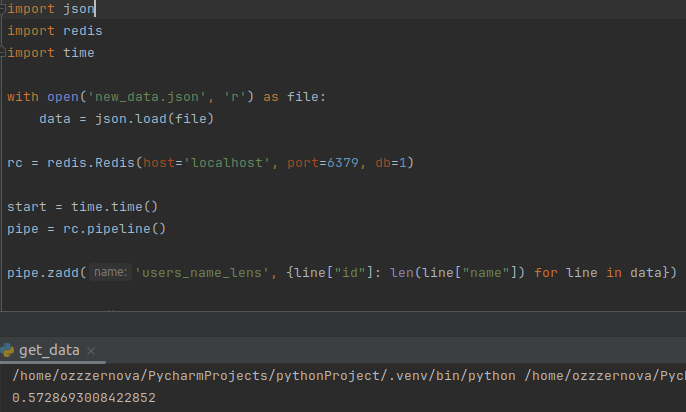 import json
import redis
import time
with open('new_data.json', 'r') as file:
    data = json.load(file)
rc = redis.Redis(host='localhost', port=6379, db=1)
start = time.time()
pipe = rc.pipeline()
pipe.zadd( name: 'users_name_lens', {line["id"]: len(line["name"]) for line in data})
get_data ×
/home/ozzzernova/PycharmProjects/pythonProject/.venv/bin/python /home/ozzzernova/Pyc
0.5728693008422852